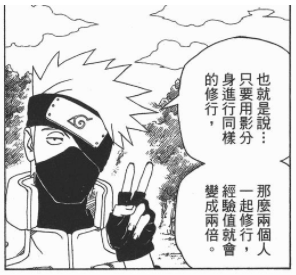 也就是說…
只要用影分
身進行同樣
的修行，
那麼兩個人
一起修行，
經驗值就會
變成兩倍。